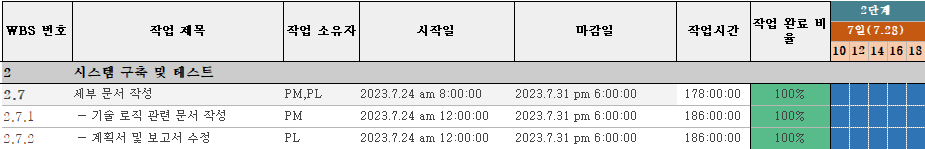 WBS 번호 작업 제목 작업 소유자 시작일 마감일 작업시간 작업 완료 비율 2단계
7일(7.28)
10 12 14 16 18
2 시스템 구축 및 테스트
2.7 세부 문서 작성 PM,PL 2023.7.24 am 8:00:00 2023.7.31 pm 6:00:00 178:00:00 100%
2.7.1 - 기술 로직 관련 문서 작성 PM 2023.7.24 am 12:00:00 2023.7.31 pm 6:00:00 186:00:00 100%
2.7.2 - 계획서 및 보고서 수정 PL 2023.7.24 am 12:00:00 2023.7.31 pm 6:00:00 186:00:00 100%